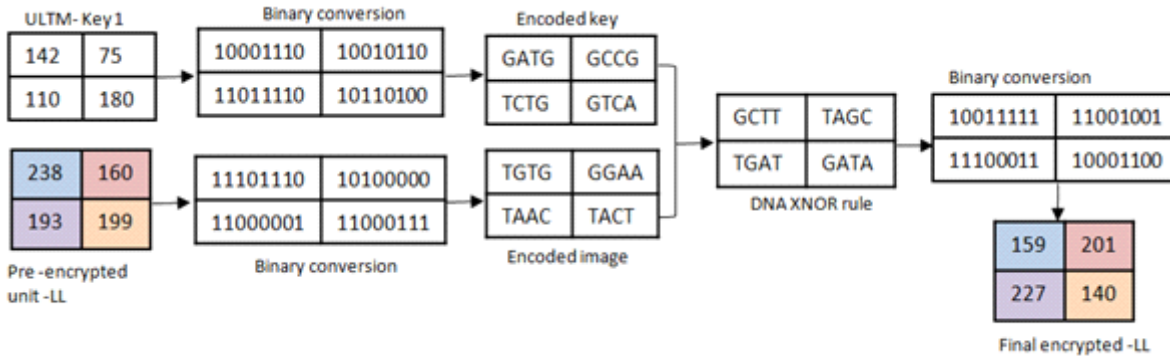 ULTM- Key1
142 75
110 180
Binary conversion
10001110 10010110
11011110 10110100
Encoded key
GATG GCCG
TCTG GTCA
238 160
193 199
Pre -encrypted
unit -LL
11101110 10100000
11000001 11000111
Binary conversion
TGTG GGAA
TAAC TACT
Encoded image
GCTT TAGC
TGAT GATA
DNA XNOR rule
Binary conversion
10011111 11001001
11100011 10001100
159 201
227 140
Final encrypted -LL